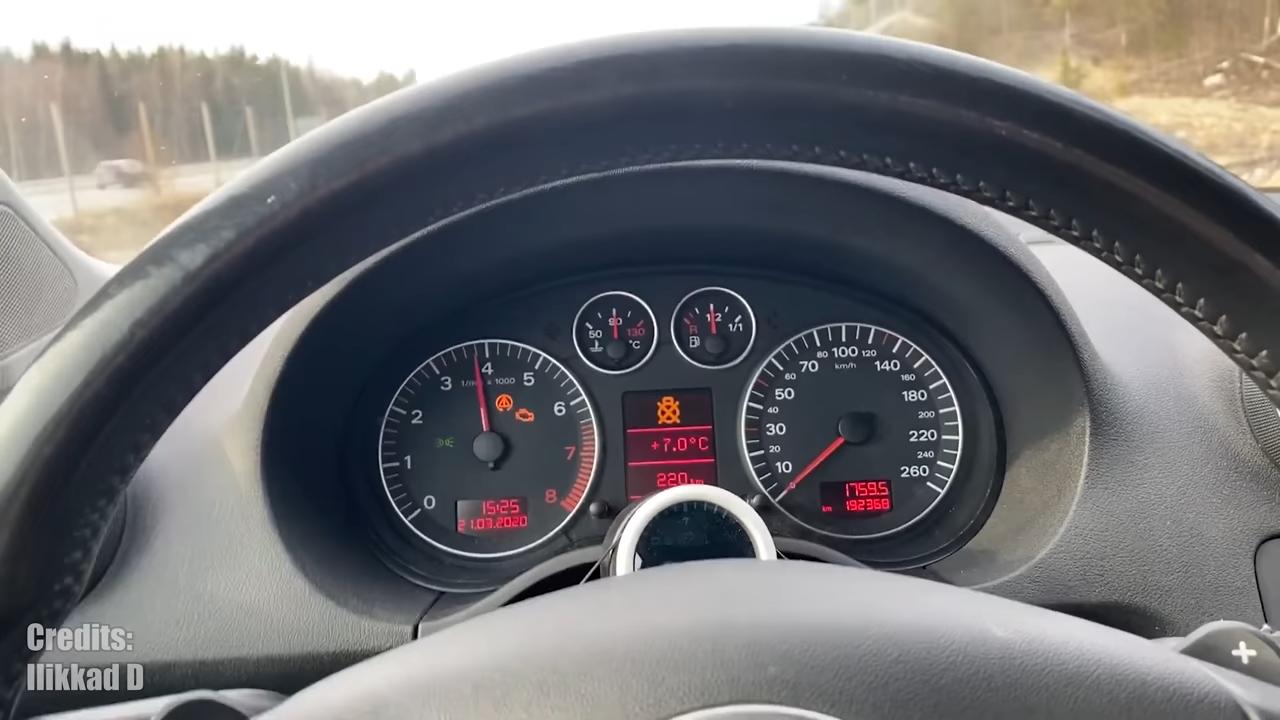 50 90 130
°C
R 1/2 1/1
0 1 2 3 4 5 6 7 8
1/min x 1000
15:25
21.03.2020
+7.0°C
220 km
10 20 30 40 50 60 70 80 100 120 140 160 180 200 220 240 260
km/h
1759.5
km 192368
+
Credits:
Ilikkad D